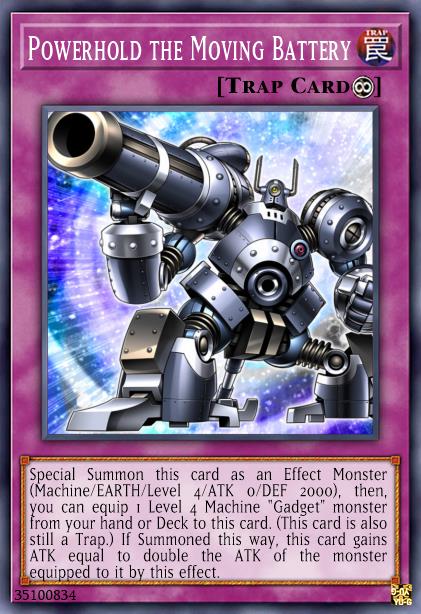 Powerhold the Moving Battery
TRAP
罠
[Trap Card]
Special Summon this card as an Effect Monster
(Machine/EARTH/Level 4/ATK 0/DEF 2000), then,
you can equip 1 Level 4 Machine "Gadget" monster
from your hand or Deck to this card. (This card is also
still a Trap.) If Summoned this way, this card gains
ATK equal to double the ATK of the monster
equipped to it by this effect.
35100834